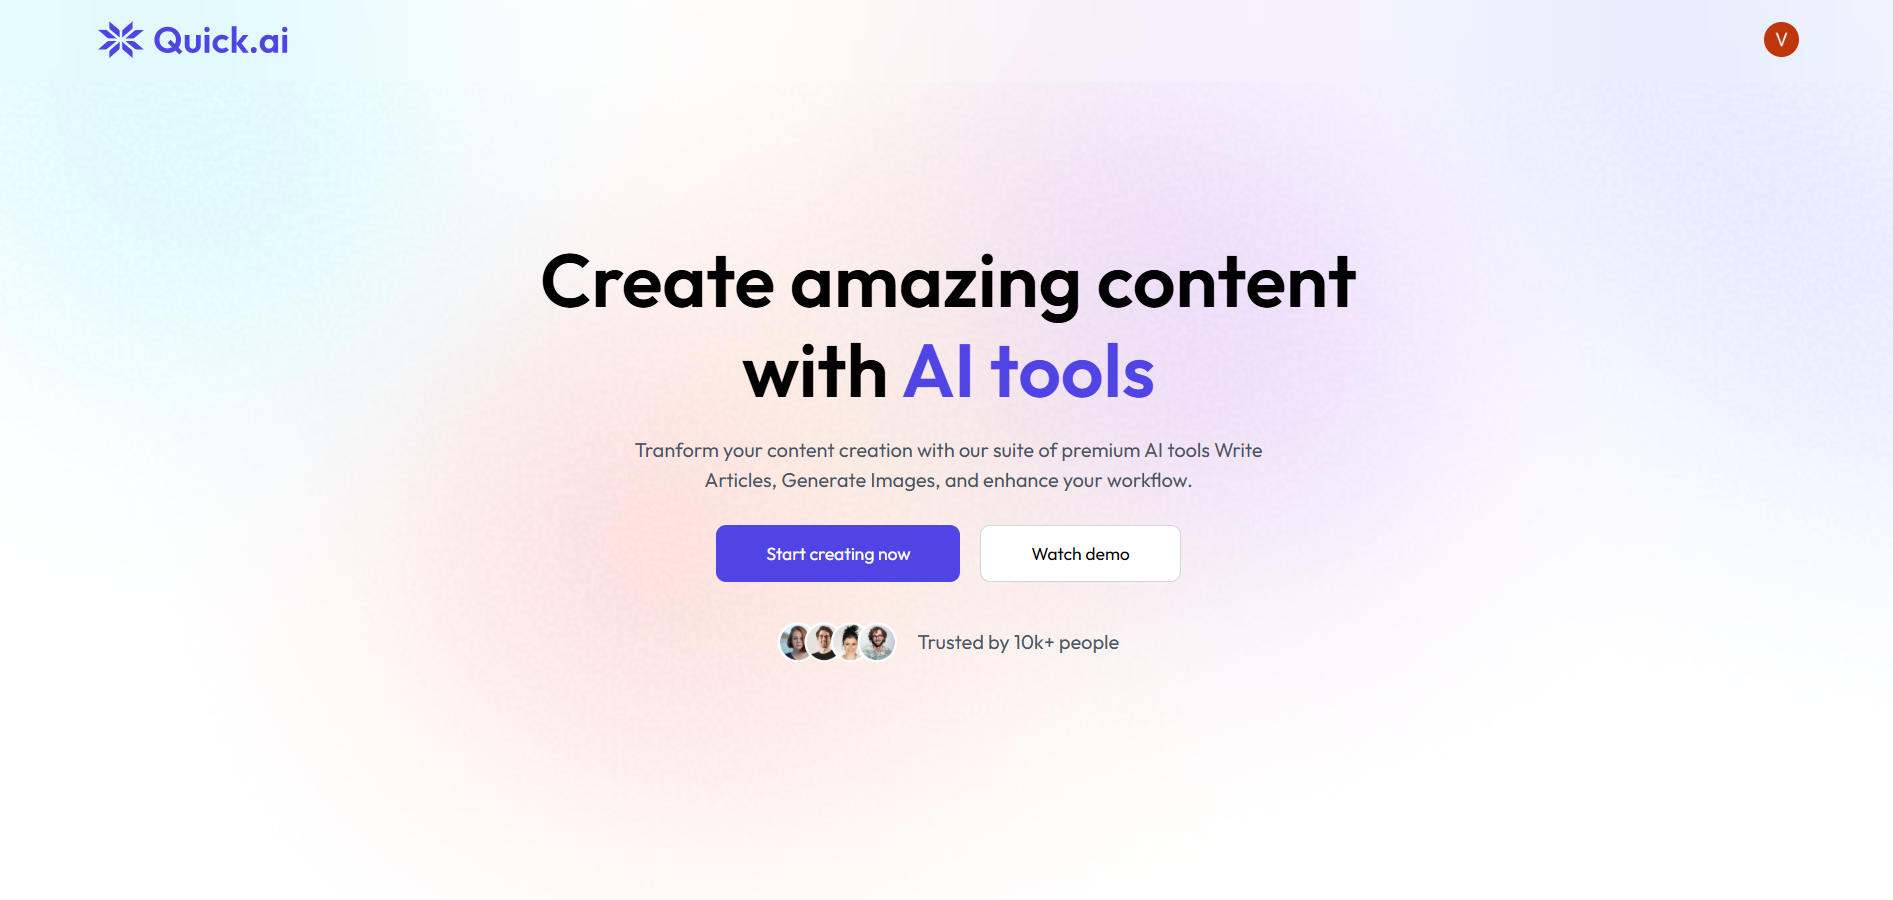 Quick.ai
V
Create amazing content
with AI tools
Tranform your content creation with our suite of premium AI tools Write
Articles, Generate Images, and enhance your workflow.
Start creating now
Watch demo
Trusted by 10k+ people